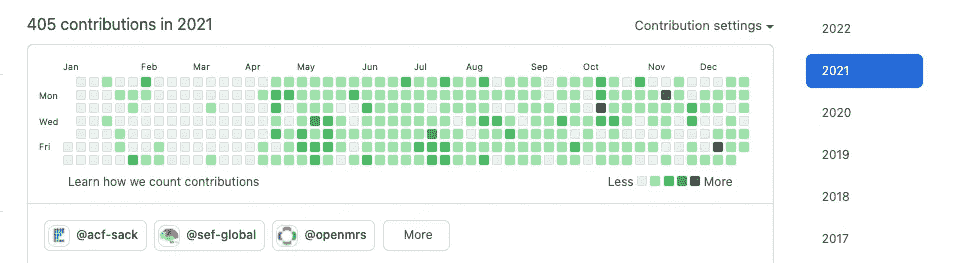 405 contributions in 2021
Contribution settings
2022
2021
2020
2019
2018
2017
Jan Feb Mar Apr May Jun Jul Aug Sep Oct Nov Dec
Mon
Wed
Fri
Learn how we count contributions
Less More
@acf-sack
@sef-global
@openmrs
More